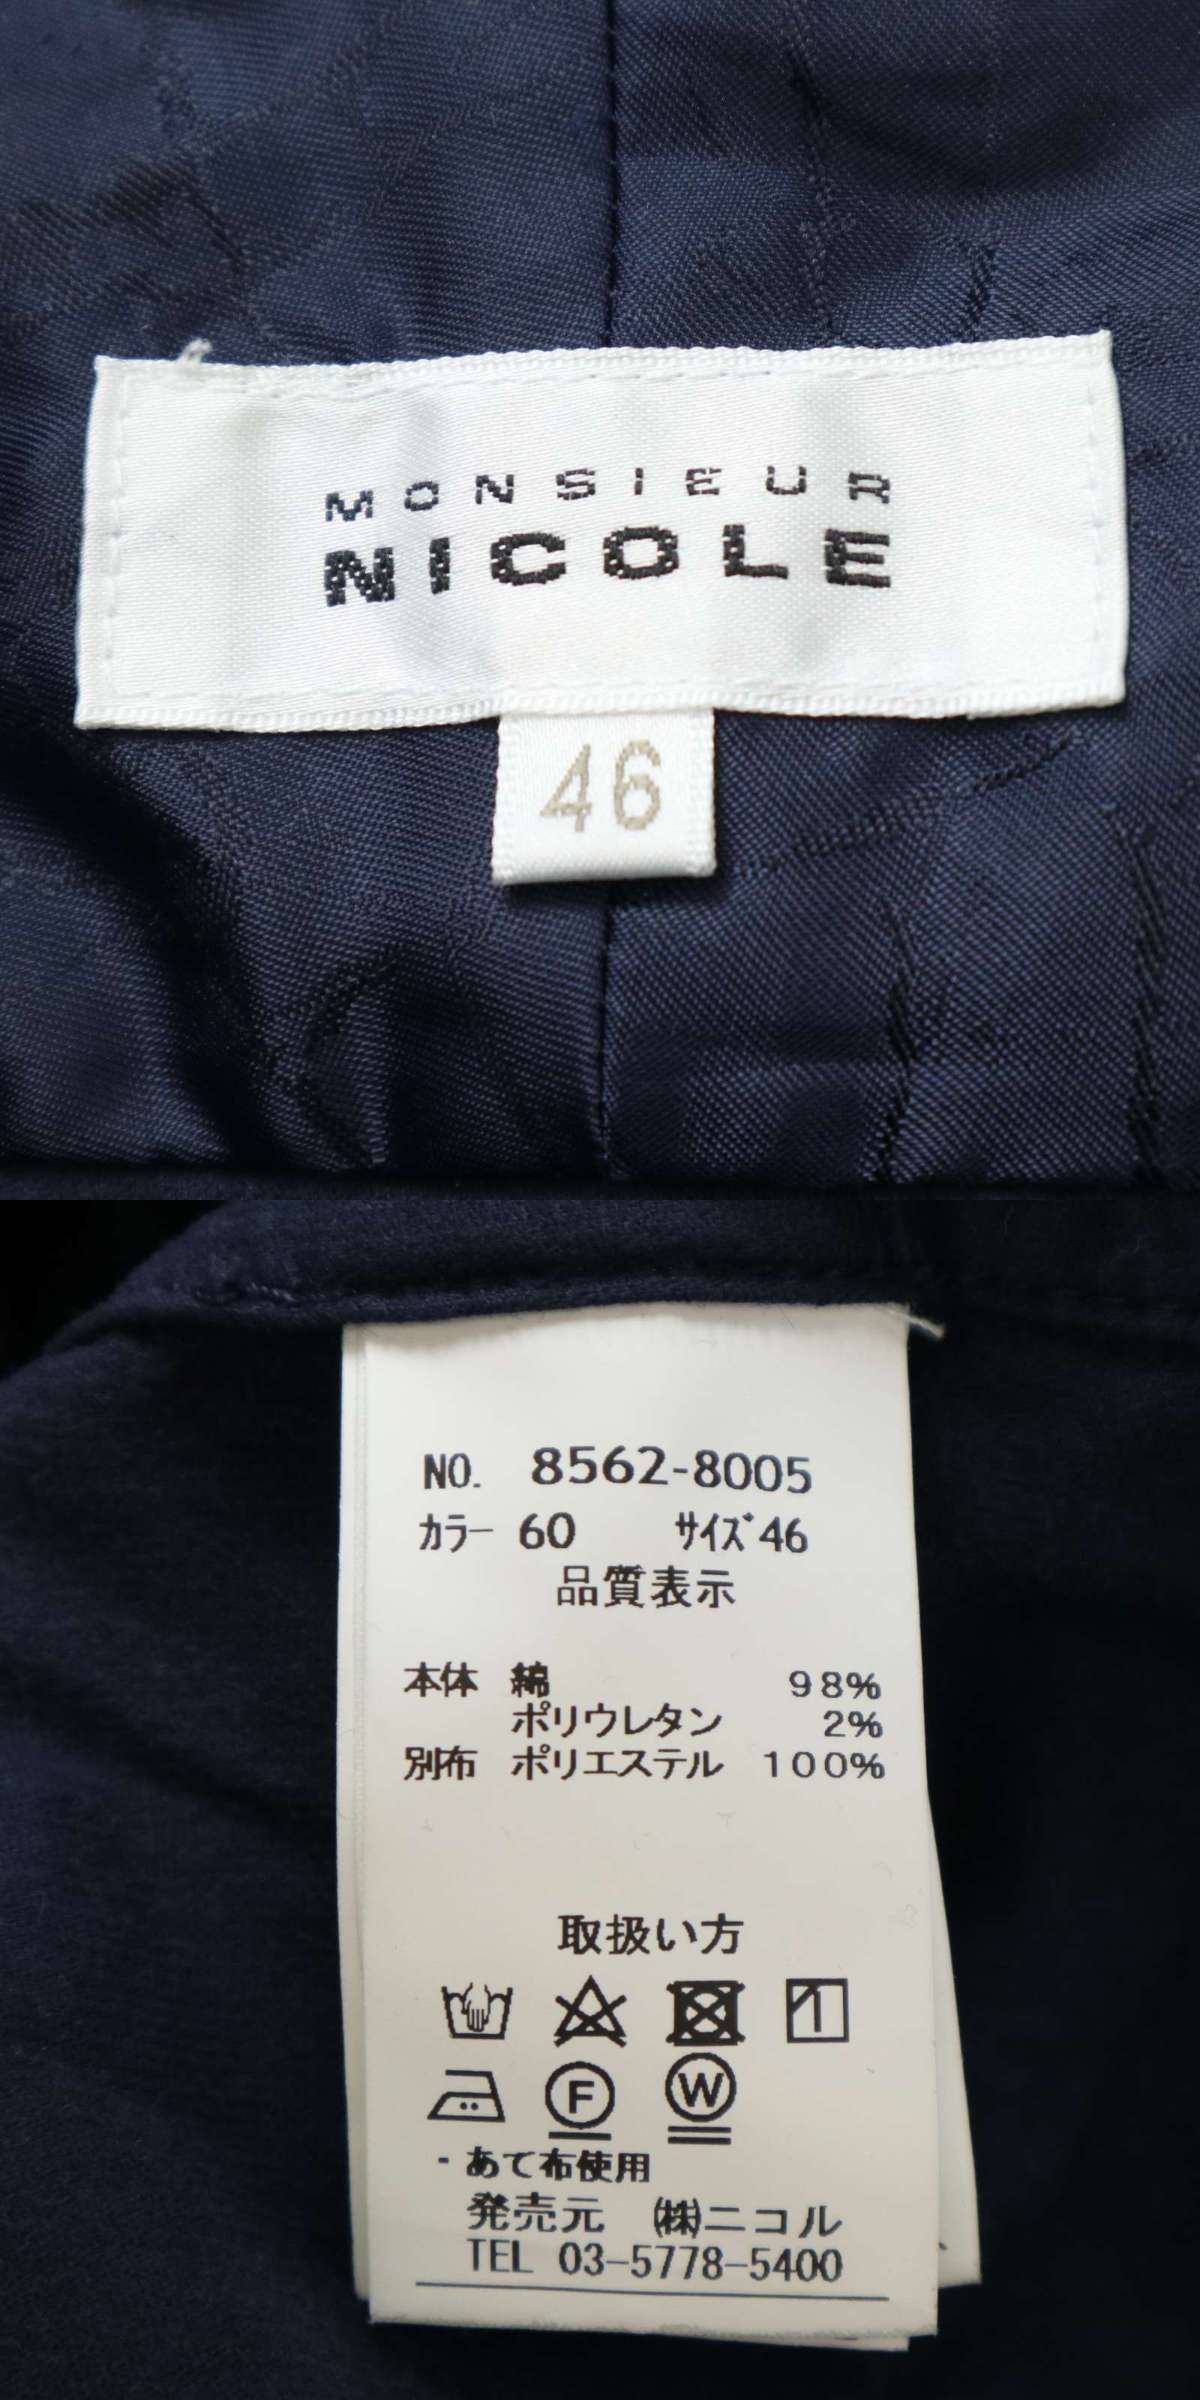 MONSIEUR
NICOLE
46
NO. 8562-8005
カラー 60 サイズ 46
品質表示
本体 綿 98%
ポリウレタン 2%
別布 ポリエステル 100%
取扱い方
1
F W
・あて布使用
発売元 ㈱ニコル
TEL 03-5778-5400